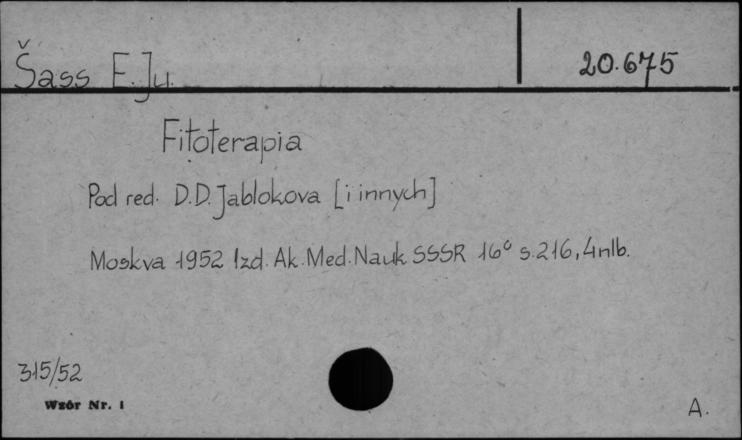 Šass E.Ju.
20.675
Fitoterapia
Pod red. D.D. Jablokova [i innych]
Moskva 1952 Izd. Ak. Med. Nauk SSSR 16° s.216, 4nlb.
315/52
Wzór Nr. 1
A.